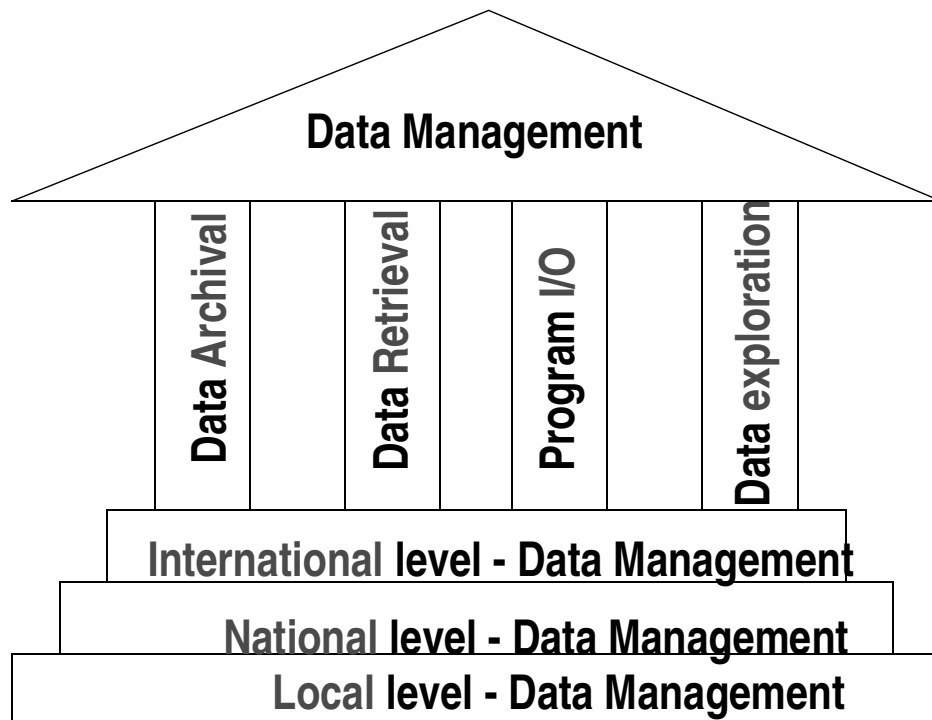 Data Management
Data Archival
Data Retrieval
Program I/O
Data exploration
International level - Data Management
National level - Data Management
Local level - Data Management